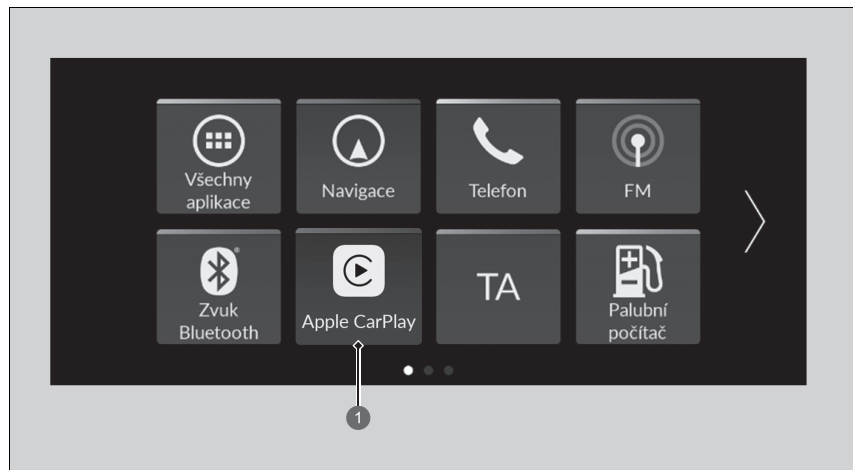 Všechny
aplikace
Navigace
Telefon
FM
Zvuk
Bluetooth
Apple CarPlay
TA
Palubní
počítač
1